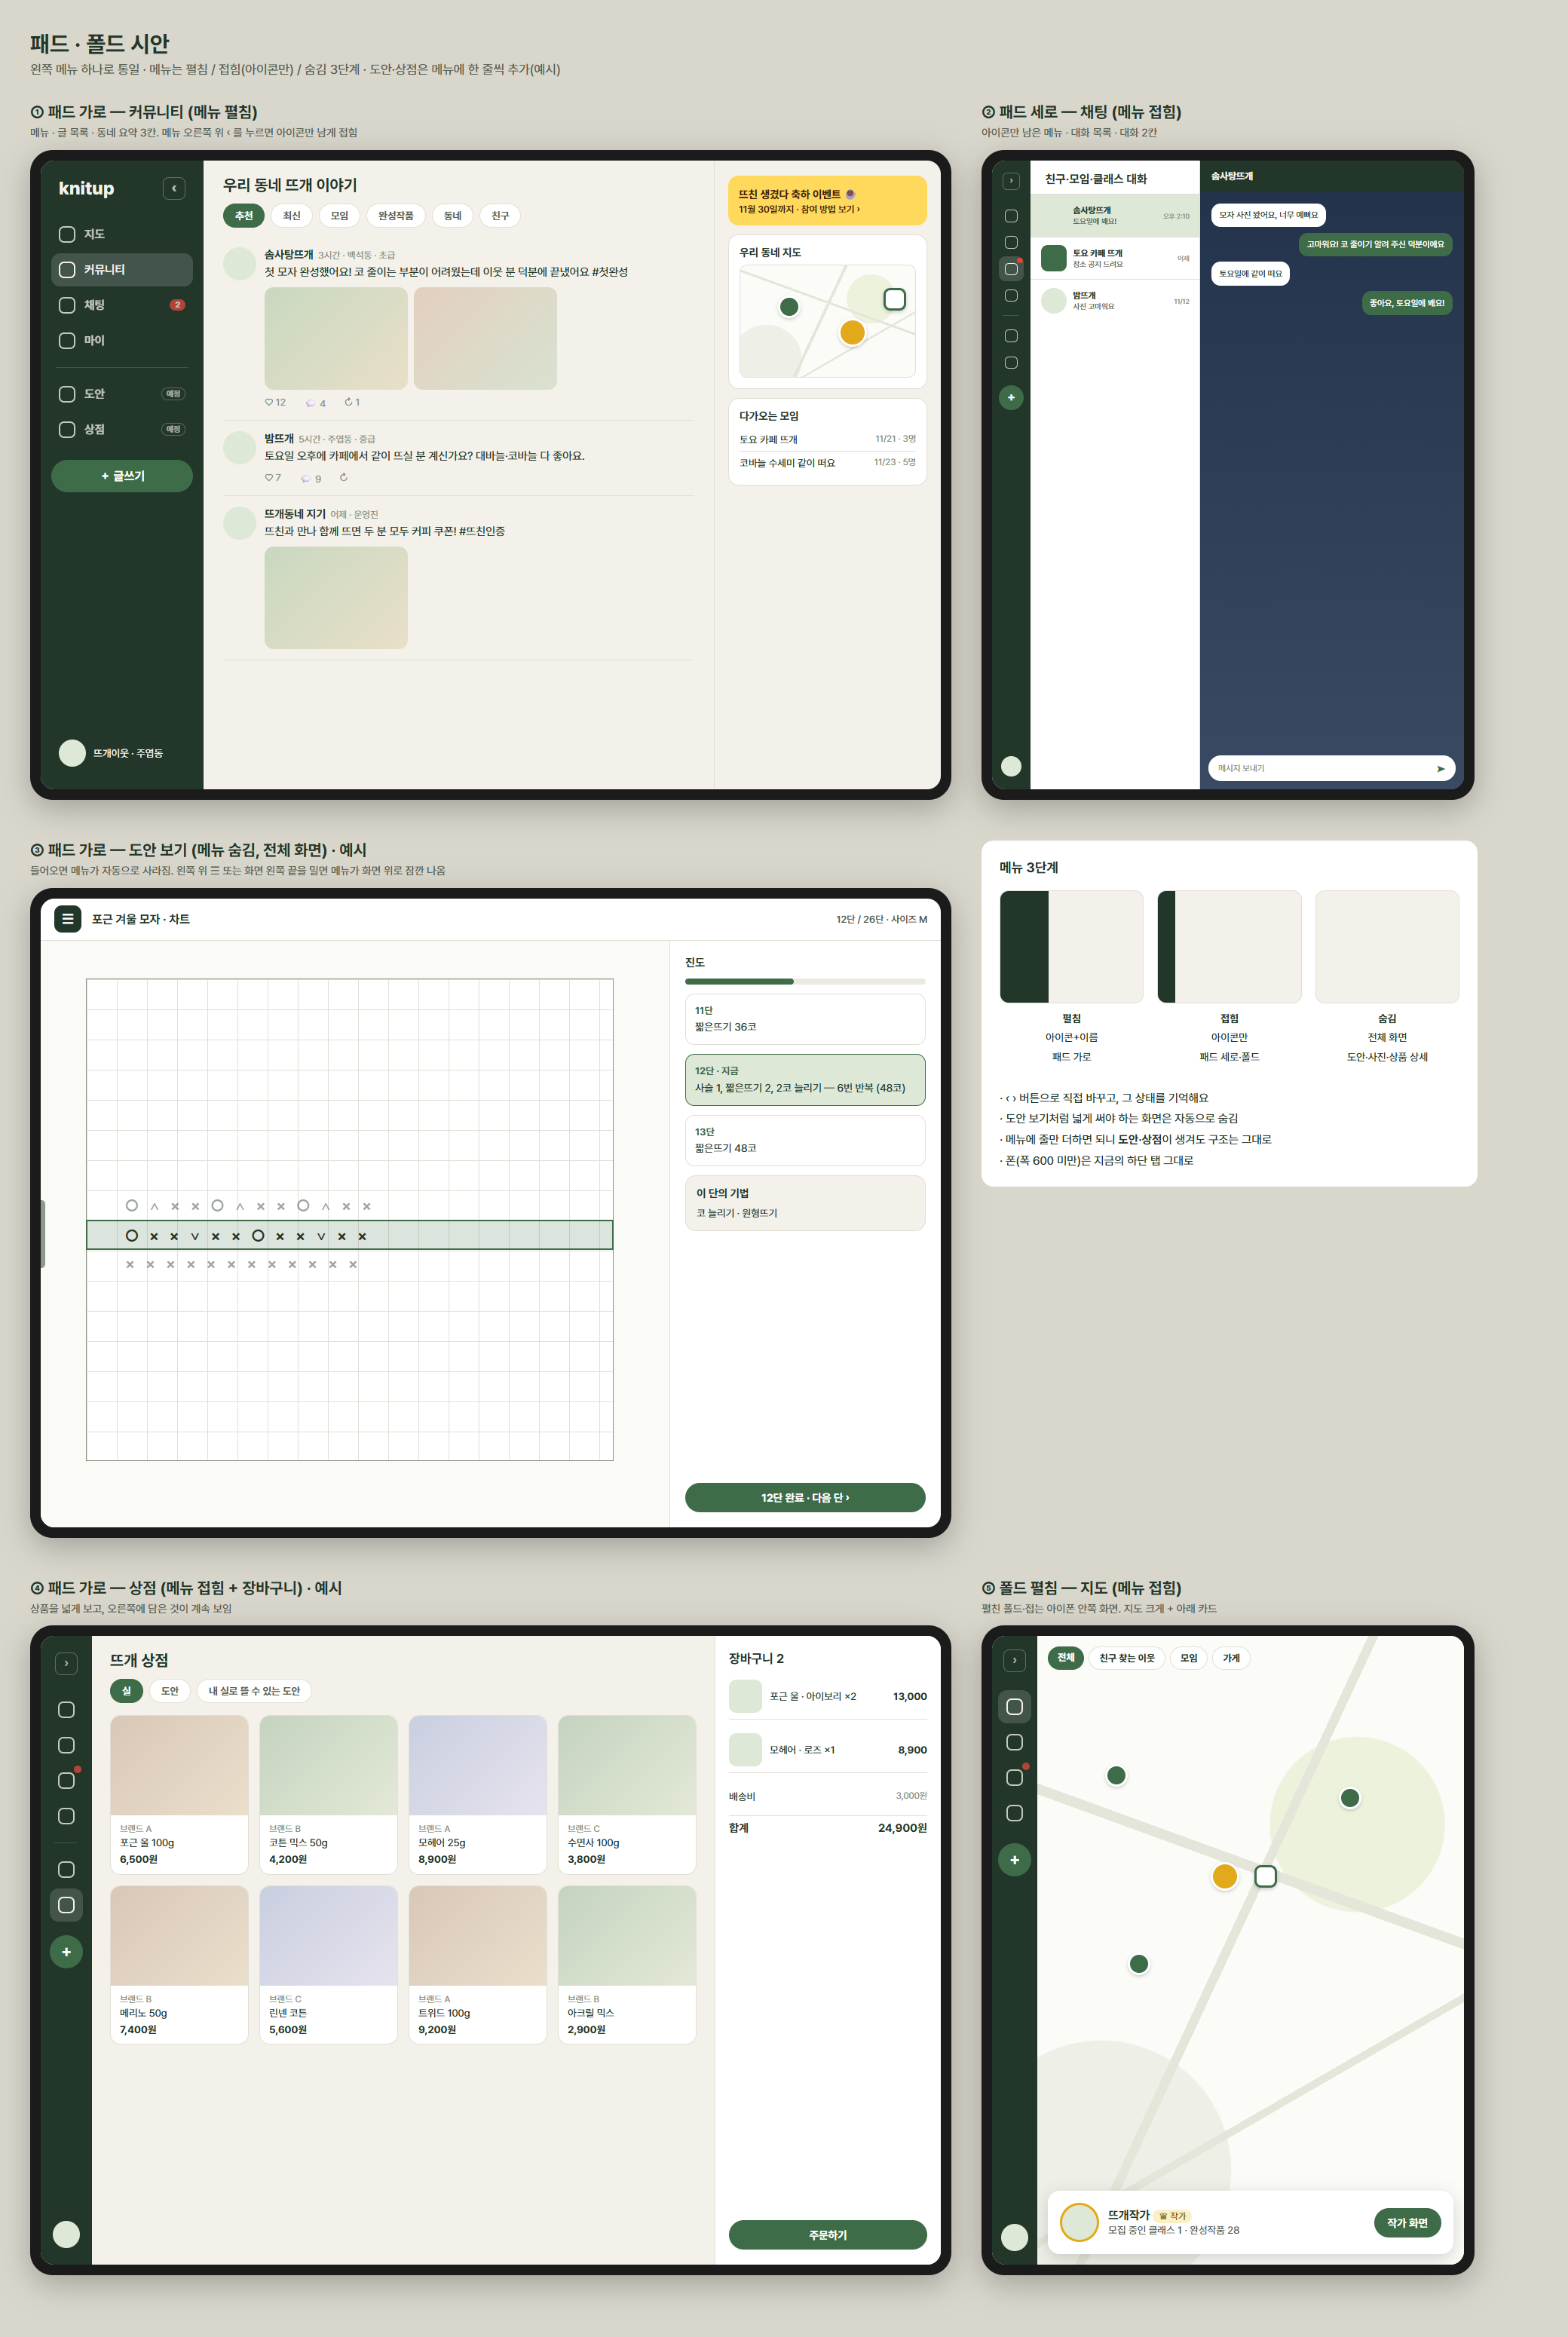 패드 · 폴드 시안
왼쪽 메뉴 하나로 통일 · 메뉴는 펼침 / 접힘(아이콘만) / 숨김 3단계 · 도안·상점은 메뉴에 한 줄씩 추가(예시)
① 패드 가로 — 커뮤니티 (메뉴 펼침)
메뉴 · 글 목록 · 동네 요약 3칸. 메뉴 오른쪽 위 ‹ 를 누르면 아이콘만 남게 접힘
knitup
‹
지도
커뮤니티
채팅 2
마이
도안 예정
상점 예정
+ 글쓰기
뜨개이웃 · 주엽동
우리 동네 뜨개 이야기
추천 최신 모임 완성작품 동네 친구
솜사탕뜨개 3시간 · 백석동 · 초급
첫 모자 완성했어요! 코 줄이는 부분이 어려웠는데 이웃 분 덕분에 끝냈어요 #첫완성
♡ 12 💬 4 ↻ 1
밤뜨개 5시간 · 주엽동 · 중급
토요일 오후에 카페에서 같이 뜨실 분 계신가요? 대바늘·코바늘 다 좋아요.
♡ 7 💬 9 ↻
뜨개동네 지기 어제 · 운영진
뜨친과 만나 함께 뜨면 두 분 모두 커피 쿠폰! #뜨친인증
뜨친 생겼다 축하 이벤트 🧶
11월 30일까지 · 참여 방법 보기 ›
우리 동네 지도
다가오는 모임
토요 카페 뜨개 11/21 · 3명
코바늘 수세미 같이 떠요 11/23 · 5명
② 패드 세로 — 채팅 (메뉴 접힘)
아이콘만 남은 메뉴 · 대화 목록 · 대화 2칸
›
+
친구·모임·클래스 대화
솜사탕뜨개
토요일에 봬요!
오후 2:10
토요 카페 뜨개
장소 공지 드려요
어제
밤뜨개
사진 고마워요
11/12
솜사탕뜨개
모자 사진 봤어요, 너무 예뻐요
고마워요! 코 줄이기 알려 주신 덕분이에요
토요일에 같이 떠요
좋아요, 토요일에 봬요!
메시지 보내기 ➤
③ 패드 가로 — 도안 보기 (메뉴 숨김, 전체 화면) · 예시
들어오면 메뉴가 자동으로 사라짐. 왼쪽 위 ☰ 또는 화면 왼쪽 끝을 밀면 메뉴가 화면 위로 잠깐 나옴
☰ 포근 겨울 모자 · 차트
12단 / 26단 · 사이즈 M
○ ∧ × × ○ ∧ × × ○ ∧ × ×
○ × × ∨ × × ○ × × ∨ × ×
× × × × × × × × × × × ×
진도
11단
짧은뜨기 36코
12단 · 지금
사슬 1, 짧은뜨기 2, 2코 늘리기 — 6번 반복 (48코)
13단
짧은뜨기 48코
이 단의 기법
코 늘리기 · 원형뜨기
12단 완료 · 다음 단 ›
메뉴 3단계
펼침
아이콘+이름
패드 가로
접힘
아이콘만
패드 세로·폴드
숨김
전체 화면
도안·사진·상품 상세
· ‹ › 버튼으로 직접 바꾸고, 그 상태를 기억해요
· 도안 보기처럼 넓게 써야 하는 화면은 자동으로 숨김
· 메뉴에 줄만 더하면 되니 도안·상점이 생겨도 구조는 그대로
· 폰(폭 600 미만)은 지금의 하단 탭 그대로
④ 패드 가로 — 상점 (메뉴 접힘 + 장바구니) · 예시
상품을 넓게 보고, 오른쪽에 담은 것이 계속 보임
›
+
뜨개 상점
실 도안 내 실로 뜰 수 있는 도안
브랜드 A
포근 울 100g
6,500원
브랜드 B
코튼 믹스 50g
4,200원
브랜드 A
모헤어 25g
8,900원
브랜드 C
수면사 100g
3,800원
브랜드 B
메리노 50g
7,400원
브랜드 C
린넨 코튼
5,600원
브랜드 A
트위드 100g
9,200원
브랜드 B
아크릴 믹스
2,900원
장바구니 2
포근 울 · 아이보리 ×2 13,000
모헤어 · 로즈 ×1 8,900
배송비 3,000원
합계 24,900원
주문하기
⑤ 폴드 펼침 — 지도 (메뉴 접힘)
펼친 폴드·접는 아이폰 안쪽 화면. 지도 크게 + 아래 카드
›
+
전체 친구 찾는 이웃 모임 가게
뜨개작가 ♛ 작가
모집 중인 클래스 1 · 완성작품 28
작가 화면